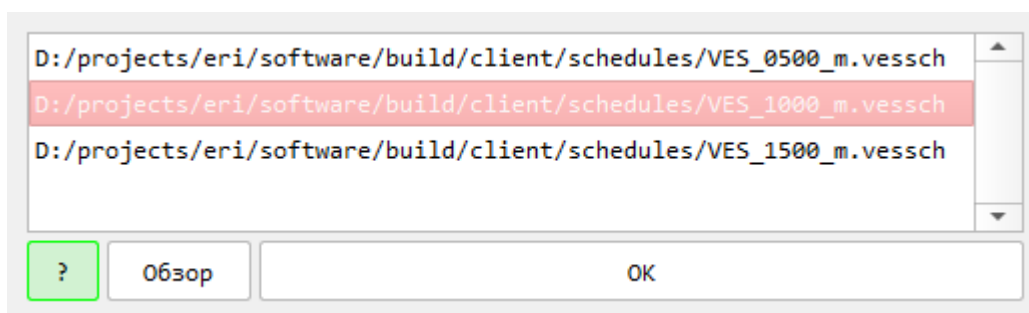 D:/projects/eri/software/build/client/schedules/VES_0500_m.vessch
D:/projects/eri/software/build/client/schedules/VES_1000_m.vessch
D:/projects/eri/software/build/client/schedules/VES_1500_m.vessch
? Обзор ОК